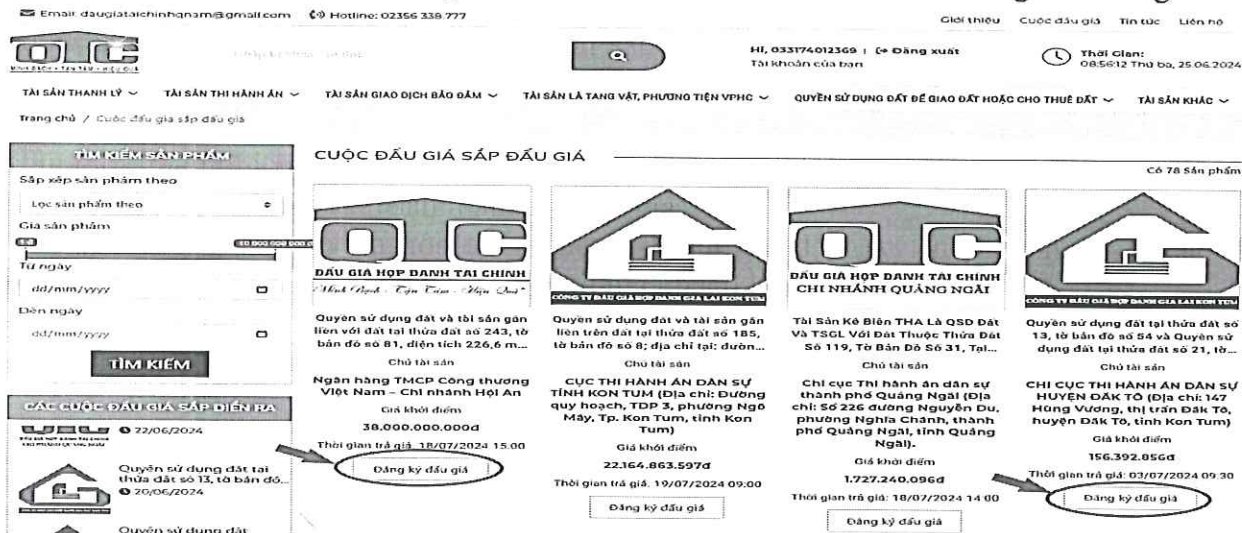 Email: daugiataichinhqnam@gmail.com Hotline: 02356 338 777
Giới thiệu Cuộc đấu giá Tin tức Liên hệ
QTC
MINH BẠCH - TẬN TÂM - HIỆU QUẢ
Hi, 033174012369 | Đăng xuất
Tài khoản của bạn
Thời Gian:
08:56:12 Thứ ba, 25.06.2024
TÀI SẢN THANH LÝ TÀI SẢN THI HÀNH ÁN TÀI SẢN GIAO DỊCH BẢO ĐẢM TÀI SẢN LÀ TANG VẬT, PHƯƠNG TIỆN VPHC QUYỀN SỬ DỤNG ĐẤT ĐỂ GIAO ĐẤT HOẶC CHO THUÊ ĐẤT TÀI SẢN KHÁC
Trang chủ / Cuộc đấu giá sắp đấu giá
TÌM KIẾM SẢN PHẨM
Sắp xếp sản phẩm theo
Lọc sản phẩm theo
Giá sản phẩm
Từ ngày
dd/mm/yyyy
Đến ngày
dd/mm/yyyy
TÌM KIẾM
CÁC CUỘC ĐẤU GIÁ SẮP DIỄN RA
22/06/2024
Quyền sử dụng đất tại
thửa đất số 13, tờ bản đồ...
20/06/2024
Quyền sử dụng đất
CUỘC ĐẤU GIÁ SẮP ĐẤU GIÁ
Có 78 Sản phẩm
QTC
ĐẤU GIÁ HỢP DANH TÀI CHÍNH
"Minh Bạch - Tận Tâm - Hiệu Quả"
Quyền sử dụng đất và tài sản gắn
liền với đất tại thửa đất số 243, tờ
bản đồ số 81, diện tích 226,6 m...
Chủ tài sản
Ngân hàng TMCP Công thương
Việt Nam – Chi nhánh Hội An
Giá khởi điểm
38.000.000.000đ
Thời gian trả giá: 18/07/2024 15:00
Đăng ký đấu giá
CÔNG TY ĐẤU GIÁ HỢP DANH GIA LAI KON TUM
Quyền sử dụng đất và tài sản gắn
liền trên đất tại thửa đất số 185,
tờ bản đồ số 8; địa chỉ tại: đườn...
Chủ tài sản
CỤC THI HÀNH ÁN DÂN SỰ
TỈNH KON TUM (Địa chỉ: Đường
quy hoạch, TDP 3, phường Ngô
Mây, Tp. Kon Tum, tỉnh Kon
Tum)
Giá khởi điểm
22.164.863.597đ
Thời gian trả giá: 19/07/2024 09:00
Đăng ký đấu giá
QTC
ĐẤU GIÁ HỢP DANH TÀI CHÍNH
CHI NHÁNH QUẢNG NGÃI
Tài Sản Kê Biên THA Là QSD Đất
Và TSGL Với Đất Thuộc Thửa Đất
Số 119, Tờ Bản Đồ Số 31, Tại...
Chủ tài sản
Chi cục Thi hành án dân sự
thành phố Quảng Ngãi (Địa
chỉ: Số 226 đường Nguyễn Du,
phường Nghĩa Chánh, thành
phố Quảng Ngãi, tỉnh Quảng
Ngãi).
Giá khởi điểm
1.727.240.096đ
Thời gian trả giá: 18/07/2024 14:00
Đăng ký đấu giá
CÔNG TY ĐẤU GIÁ HỢP DANH GIA LAI KON TUM
Quyền sử dụng đất tại thửa đất số
13, tờ bản đồ số 54 và Quyền sử
dụng đất tại thửa đất số 21, tờ...
Chủ tài sản
CHI CỤC THI HÀNH ÁN DÂN SỰ
HUYỆN ĐĂK TÔ (Địa chỉ: 147
Hùng Vương, thị trấn Đăk Tô,
huyện Đăk Tô, tỉnh Kon Tum)
Giá khởi điểm
156.392.856đ
Thời gian trả giá: 03/07/2024 09:30
Đăng ký đấu giá